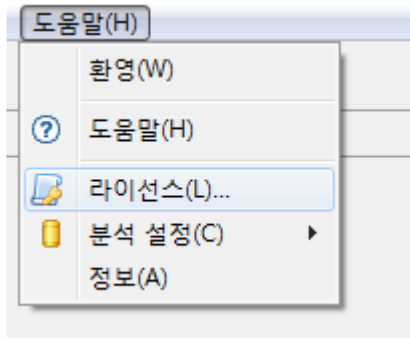 도움말(H)
환영(W)
도움말(H)
라이선스(L)...
분석 설정(C)
정보(A)